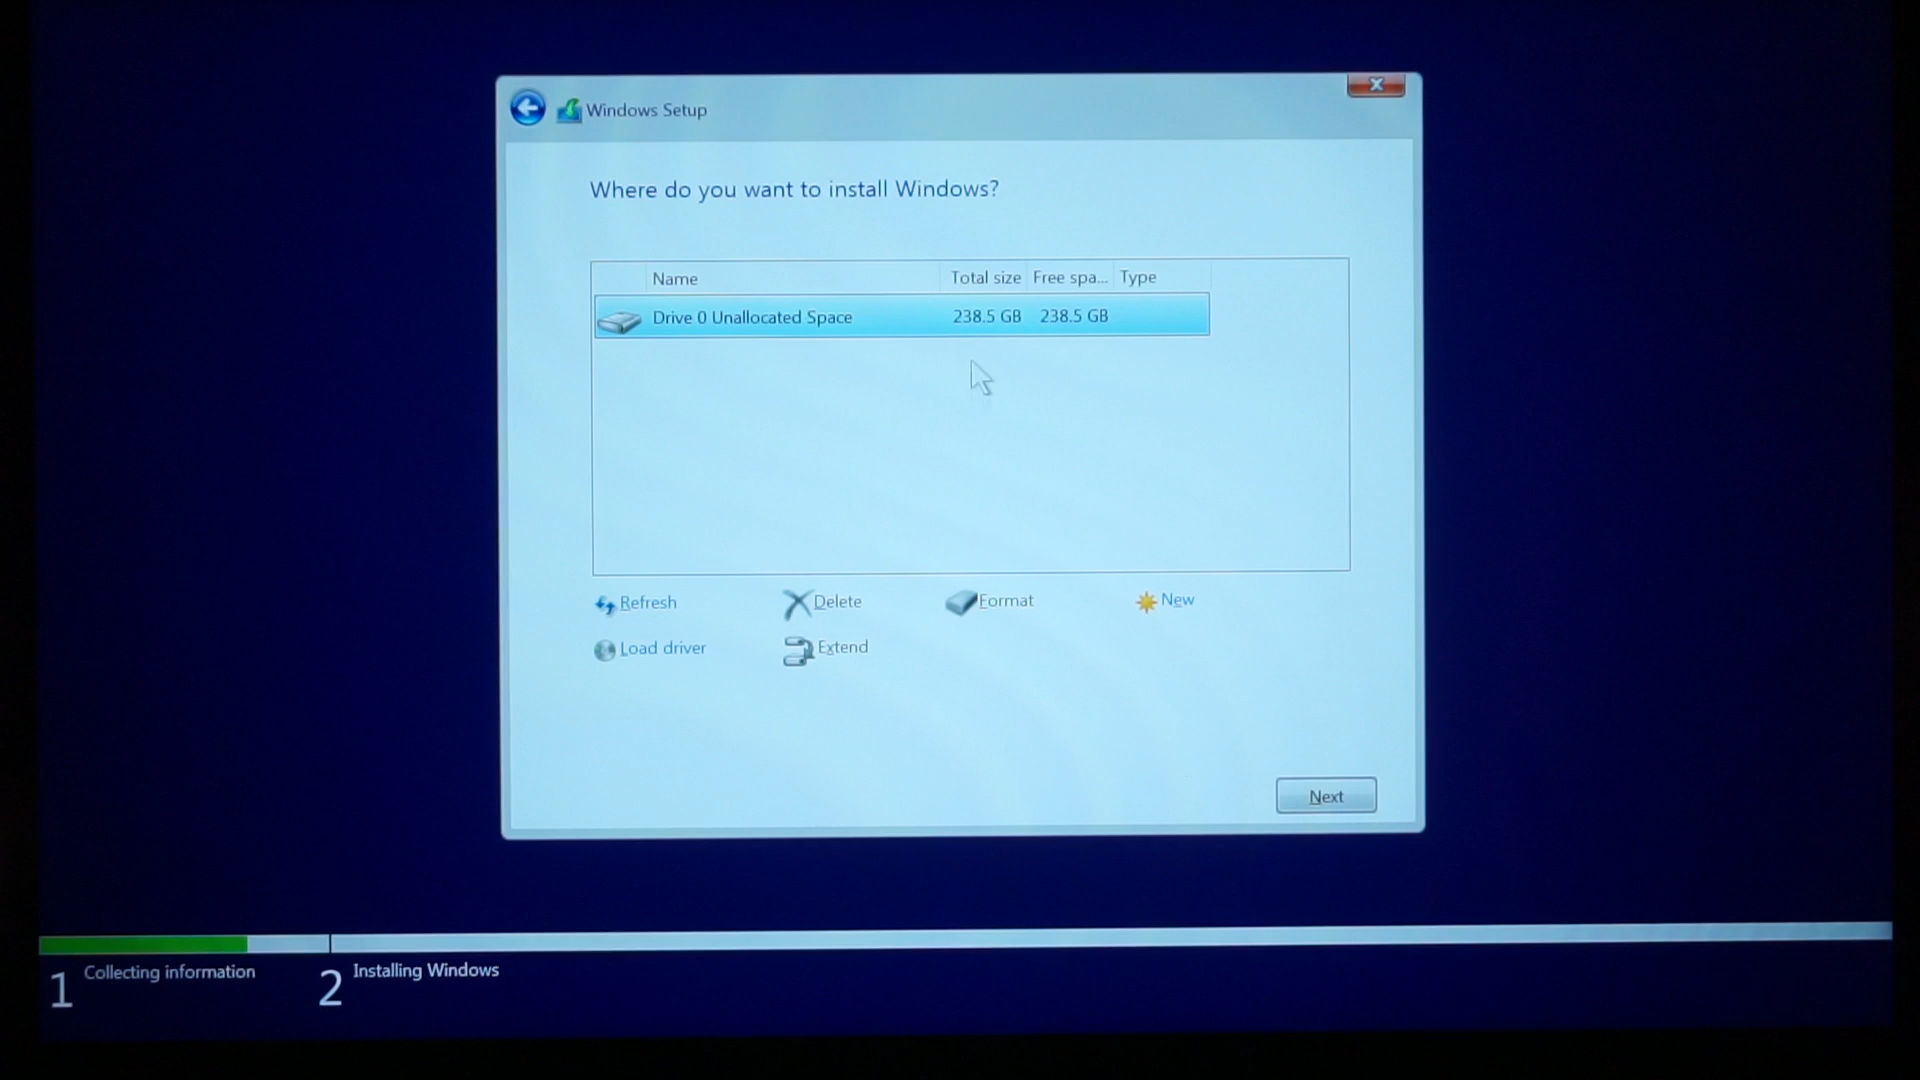 Windows Setup
Where do you want to install Windows?
Name Total size Free spa... Type
Drive 0 Unallocated Space 238.5 GB 238.5 GB
Refresh Delete Format New
Load driver Extend
Next
1 Collecting information 2 Installing Windows